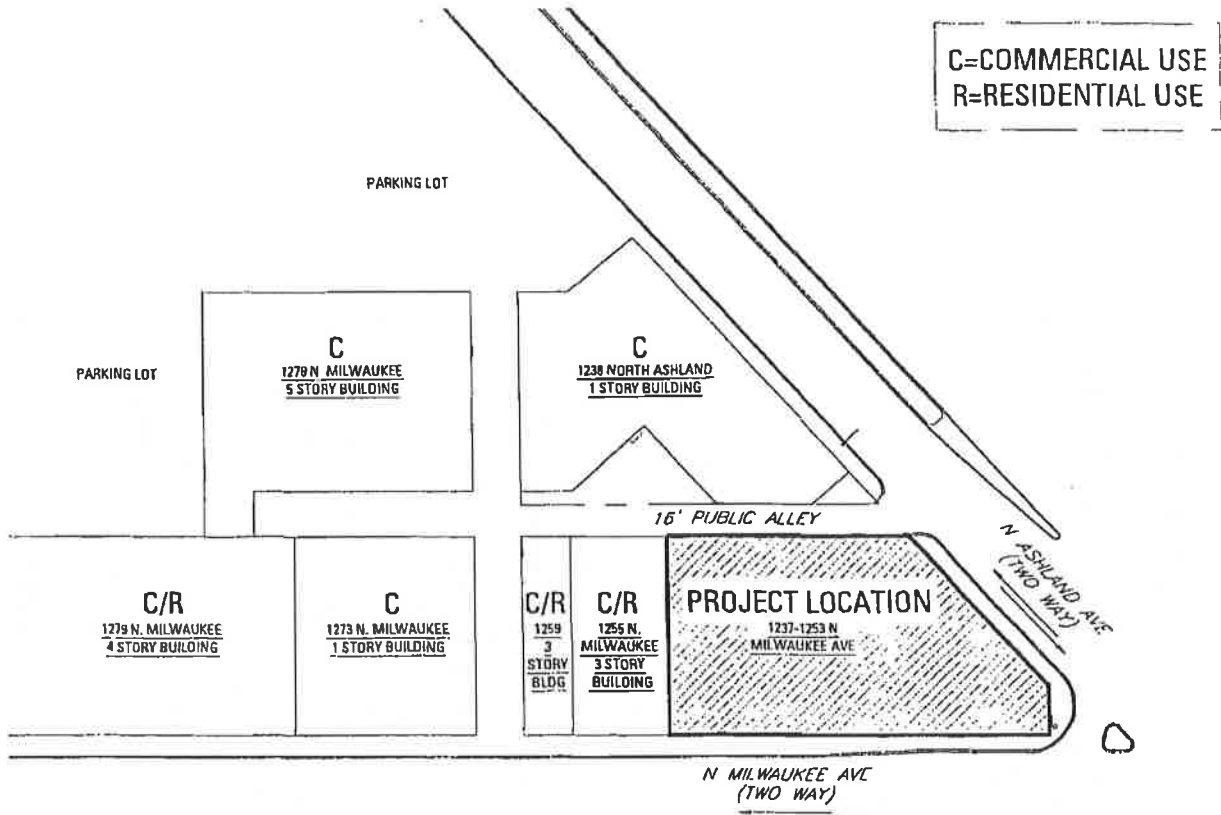 C=COMMERCIAL USE
R=RESIDENTIAL USE
PARKING LOT
PARKING LOT
C
1279 N. MILWAUKEE
5 STORY BUILDING
C
1238 NORTH ASHLAND
1 STORY BUILDING
16' PUBLIC ALLEY
N ASHLAND AVE
(TWO WAY)
C/R
1279 N. MILWAUKEE
4 STORY BUILDING
C
1273 N. MILWAUKEE
1 STORY BUILDING
C/R
1259
3
STORY
BLDG
C/R
1255 N.
MILWAUKEE
3 STORY
BUILDING
PROJECT LOCATION
1237-1253 N
MILWAUKEE AVE
N MILWAUKEE AVE
(TWO WAY)